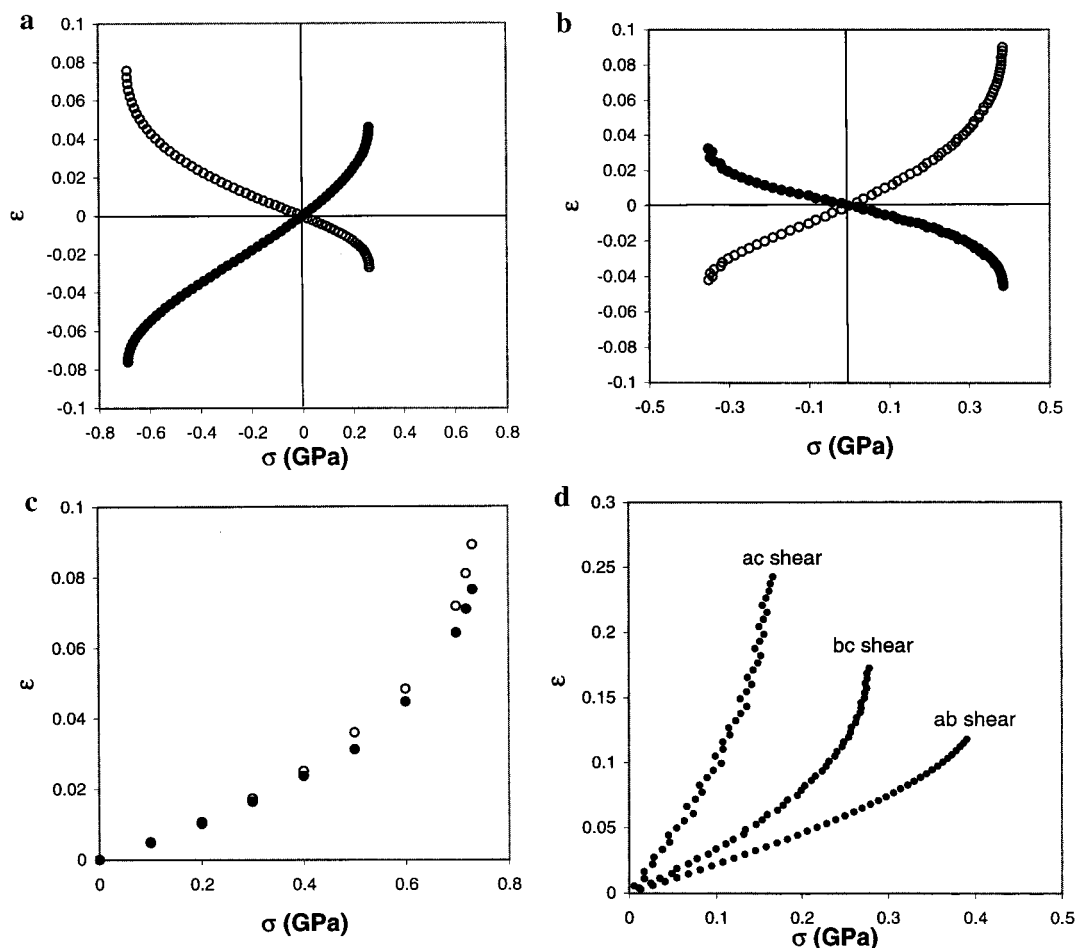 a
0.1
0.08
0.06
0.04
0.02
0
-0.02
-0.04
-0.06
-0.08
-0.1
ε
-0.8 -0.6 -0.4 -0.2 0 0.2 0.4 0.6 0.8
σ (GPa)
b
0.1
0.08
0.06
0.04
0.02
0
-0.02
-0.04
-0.06
-0.08
-0.1
ε
-0.5 -0.3 -0.1 0.1 0.3 0.5
σ (GPa)
c
0.1
0.08
0.06
0.04
0.02
0
ε
0 0.2 0.4 0.6 0.8
σ (GPa)
d
0.3
0.25
0.2
0.15
0.1
0.05
0
ε
ac shear
bc shear
ab shear
0 0.1 0.2 0.3 0.4 0.5
σ (GPa)